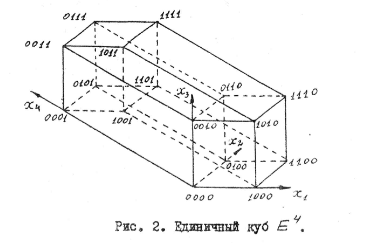 0111 1111
0011 1011
0101 1101 0110 1110
x₄ x₃
0001 1001 0010 1010
x₂
0100 1100
0000 1000 x₁
Рис. 2. Единичный куб E⁴.